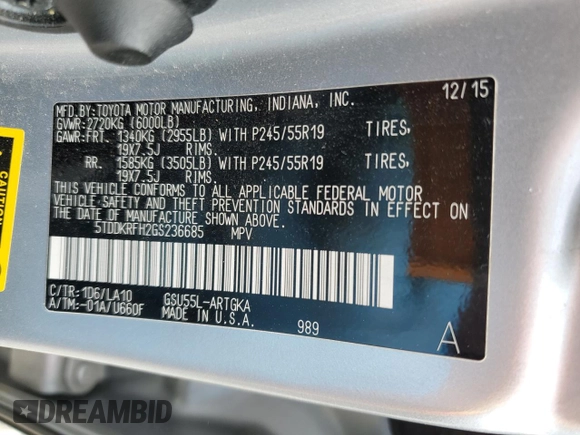 MFD.BY:TOYOTA MOTOR MANUFACTURING, INDIANA, INC. 12/15
GVWR:2720KG (6000LB)
GAWR:FRT. 1340KG (2955LB) WITH P245/55R19 TIRES,
19X7.5J RIMS,
RR. 1585KG (3505LB) WITH P245/55R19 TIRES,
19X7.5J RIMS.
THIS VEHICLE CONFORMS TO ALL APPLICABLE FEDERAL MOTOR
VEHICLE SAFETY AND THEFT PREVENTION STANDARDS IN EFFECT
ON THE DATE OF MANUFACTURE SHOWN ABOVE.
5TDDKRFH2GS236685 MPV
C/TR:1D6/LA10 GSU55L-ARTGKA
A/TM:-01A/U660F MADE IN U.S.A. 989 A
CAUTION
DREAMBID